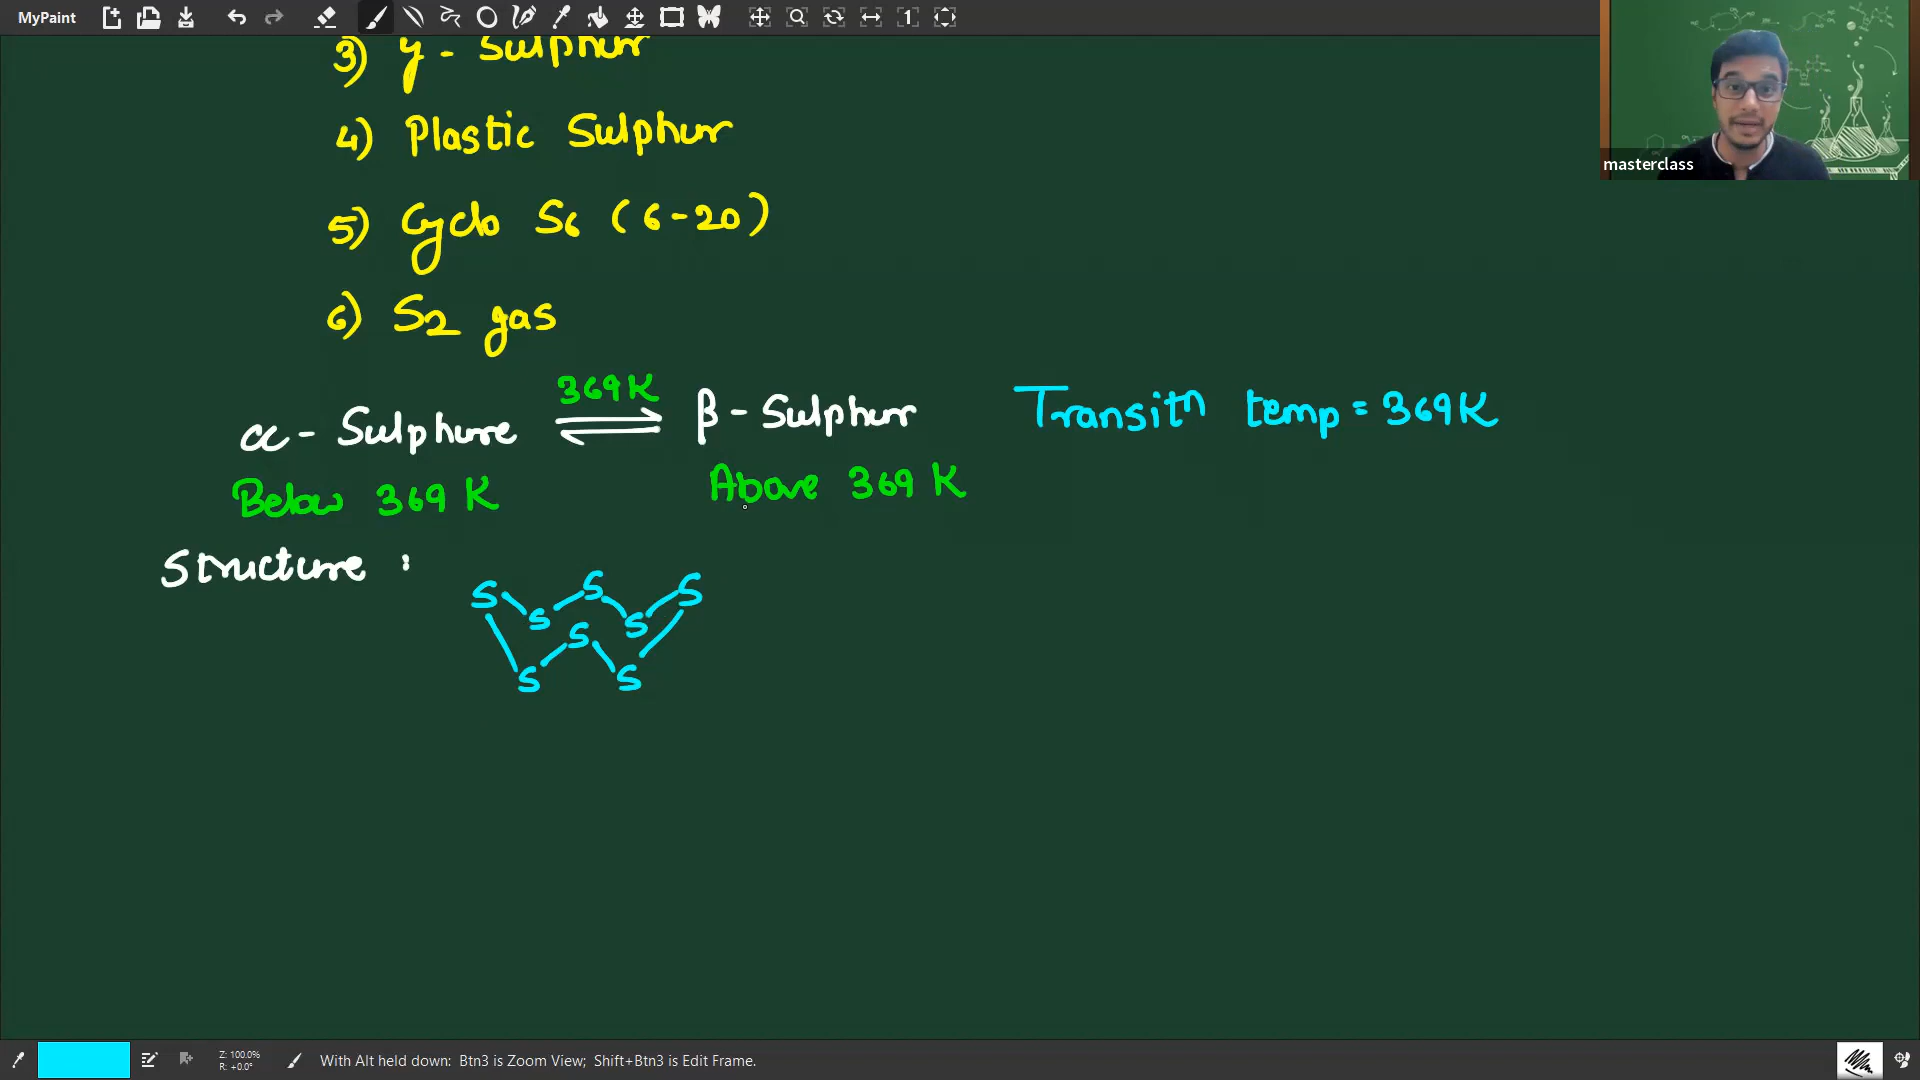 MyPaint
masterclass
3) y - Sulphur
4) Plastic Sulphur
5) Cyclo S6 (6-20)
6) S2 gas
369K
α - Sulphure ⇌ β - Sulphur Transitn temp = 369K
Below 369 K Above 369 K
Structure :
S S S
S S
S
S S
Z: 100.0%
R: +0.0°
With Alt held down: Btn3 is Zoom View; Shift+Btn3 is Edit Frame.